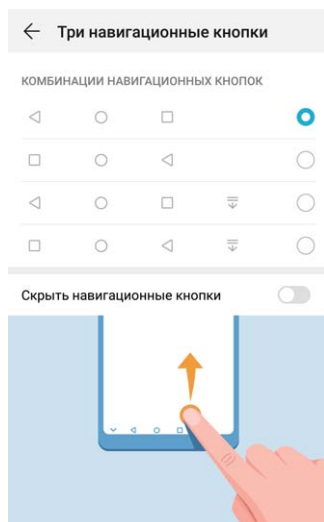 Три навигационные кнопки
КОМБИНАЦИИ НАВИГАЦИОННЫХ КНОПОК
Скрыть навигационные кнопки